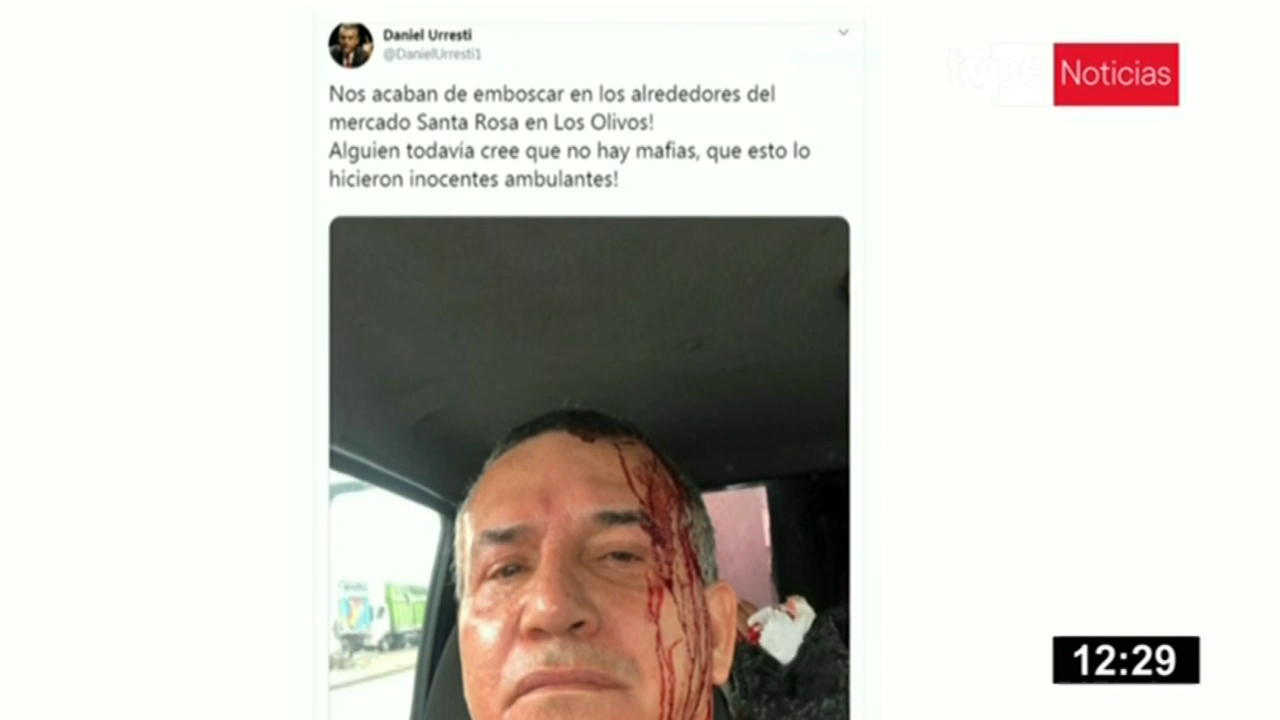 Daniel Urresti
@DanielUrresti1
Nos acaban de emboscar en los alrededores del
mercado Santa Rosa en Los Olivos!
Alguien todavía cree que no hay mafias, que esto lo
hicieron inocentes ambulantes!
tvpe Noticias
12:29